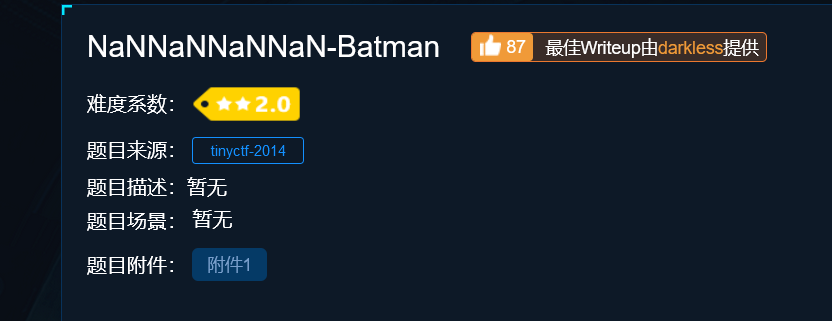 NaNNaNNaNNaN-Batman 87 最佳Writeup由darkless提供
难度系数： 2.0
题目来源： tinyctf-2014
题目描述：暂无
题目场景： 暂无
题目附件： 附件1